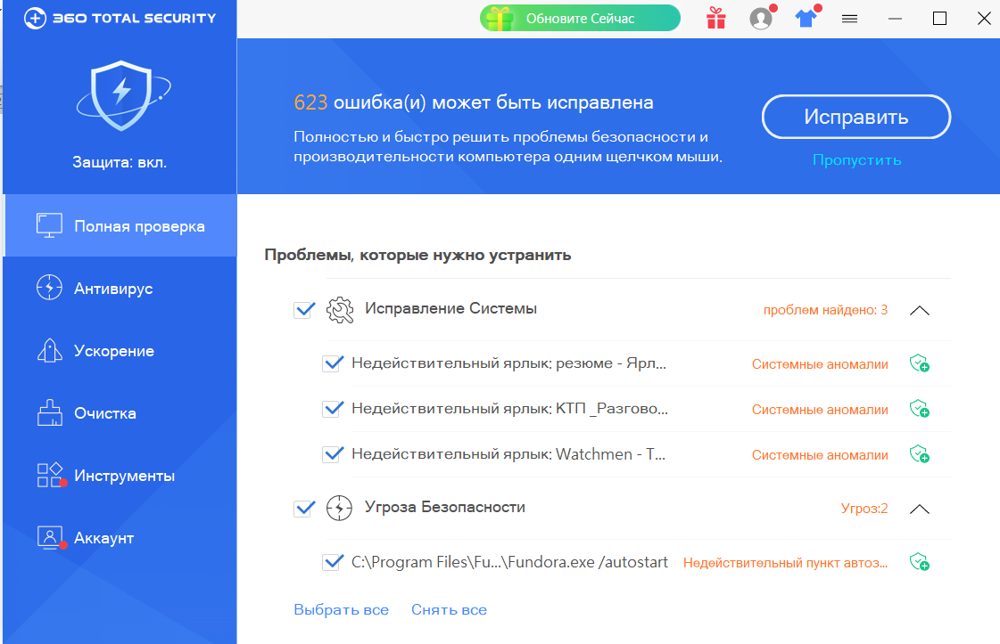 360 TOTAL SECURITY
Обновите Сейчас
Защита: вкл.
623 ошибка(и) может быть исправлена
Полностью и быстро решить проблемы безопасности и
производительности компьютера одним щелчком мыши.
Исправить
Пропустить
Полная проверка
Антивирус
Ускорение
Очистка
Инструменты
Аккаунт
Проблемы, которые нужно устранить
Исправление Системы проблем найдено: 3
Недействительный ярлык: резюме - Ярл... Системные аномалии
Недействительный ярлык: КТП_Разгово... Системные аномалии
Недействительный ярлык: Watchmen - T... Системные аномалии
Угроза Безопасности Угроз:2
C:\Program Files\Fu...\Fundora.exe /autostart Недействительный пункт автоз...
Выбрать все Снять все